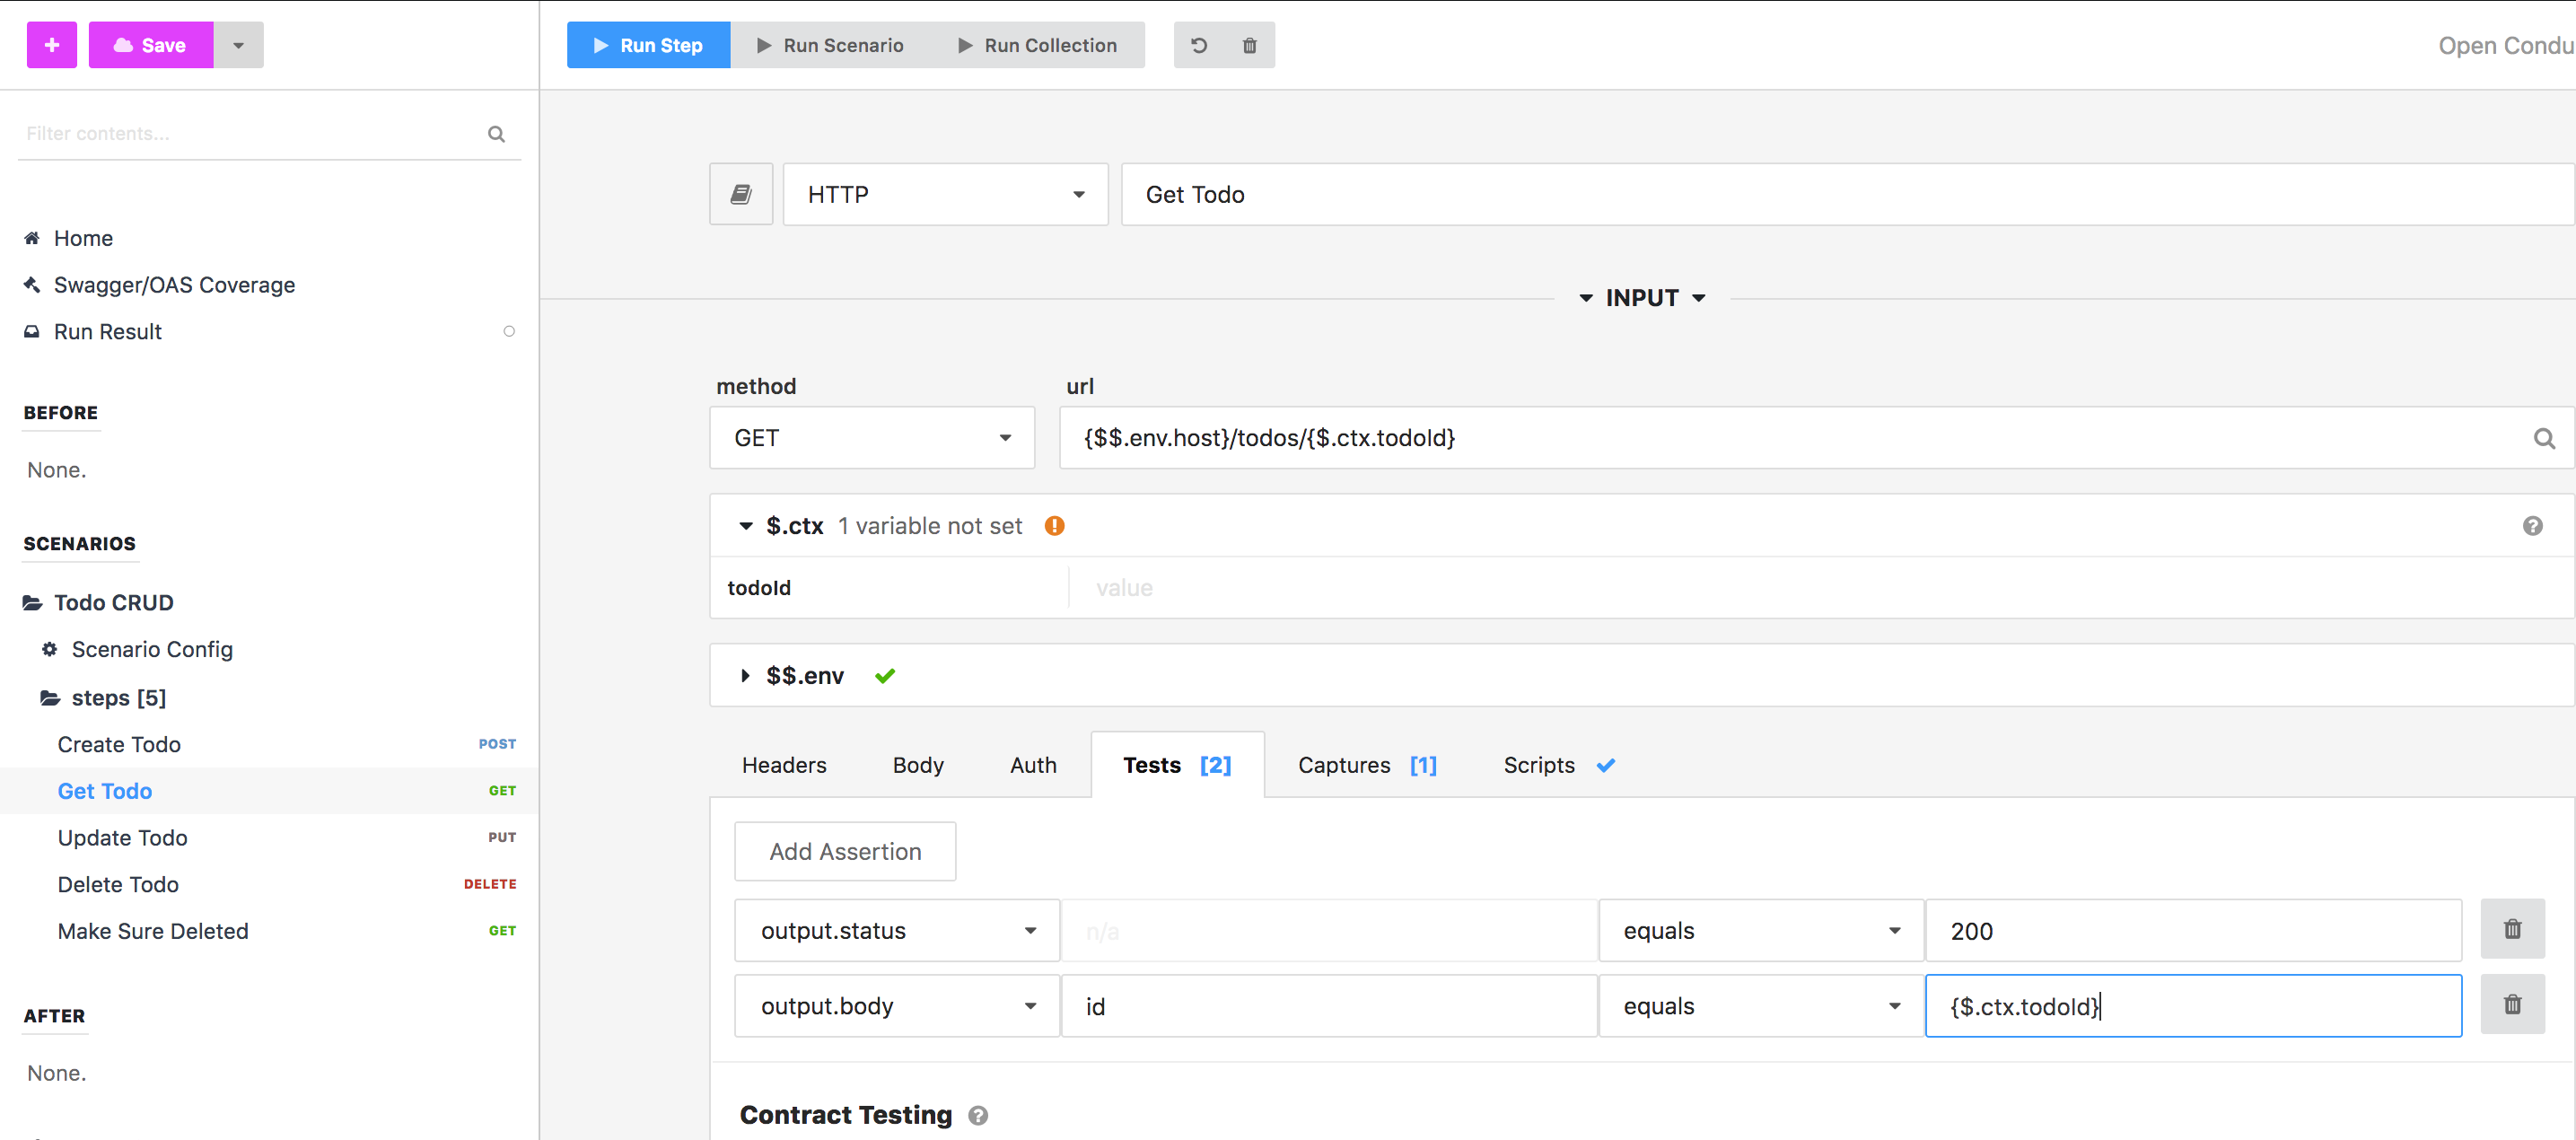 + Save
Run Step Run Scenario Run Collection
Open Condu
Filter contents...
Home
Swagger/OAS Coverage
Run Result
BEFORE
None.
SCENARIOS
Todo CRUD
Scenario Config
steps [5]
Create Todo POST
Get Todo GET
Update Todo PUT
Delete Todo DELETE
Make Sure Deleted GET
AFTER
None.
HTTP Get Todo
INPUT
method url
GET {$$.env.host}/todos/{$.ctx.todoId}
$.ctx 1 variable not set
todoId value
$$.env
Headers Body Auth Tests [2] Captures [1] Scripts
Add Assertion
output.status n/a equals 200
output.body id equals {$.ctx.todoId}
Contract Testing